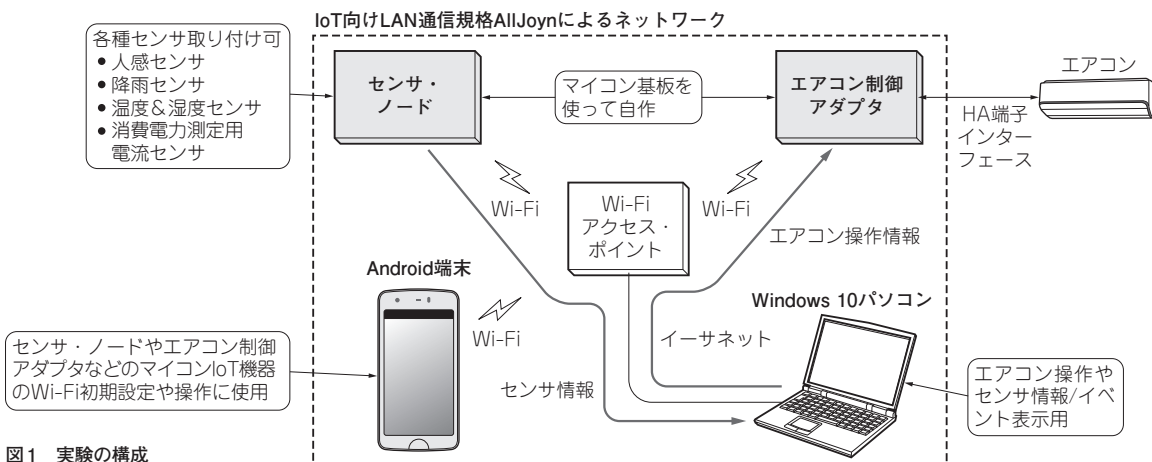 IoT向けLAN通信規格AllJoynによるネットワーク
各種センサ取り付け可
●人感センサ
●降雨センサ
●温度&湿度センサ
●消費電力測定用
電流センサ
センサ・
ノード
マイコン基板を
使って自作
エアコン制御
アダプタ
エアコン
HA端子
インター
フェース
Wi-Fi
Wi-Fi
アクセス・
ポイント
Wi-Fi
エアコン操作情報
Android端末
Wi-Fi
Windows 10パソコン
イーサネット
センサ情報
センサ・ノードやエアコン制御
アダプタなどのマイコンIoT機器
のWi-Fi初期設定や操作に使用
エアコン操作や
センサ情報/イベ
ント表示用
図1 実験の構成